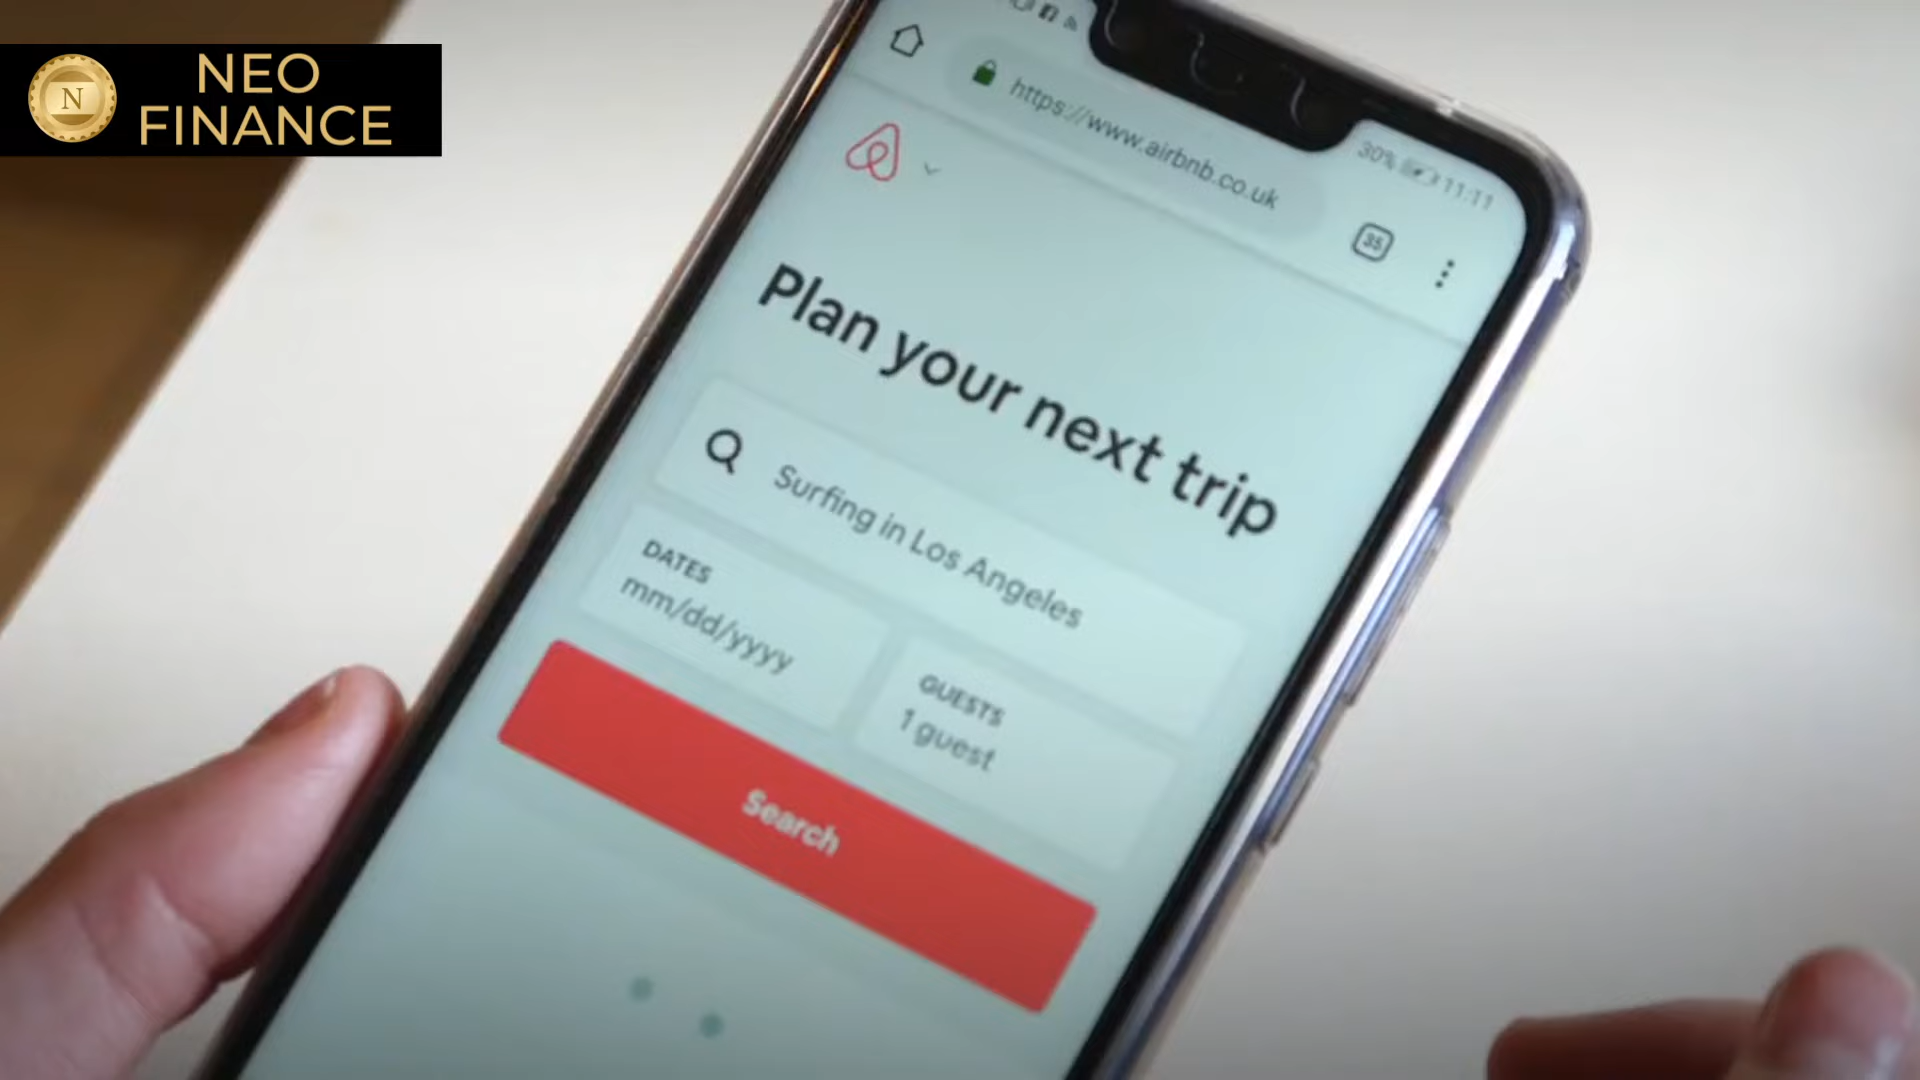 NEO
FINANCE
N
https://www.airbnb.co.uk
30%
11:11
35
Plan your next trip
Surfing in Los Angeles
DATES
mm/dd/yyyy
GUESTS
1 guest
Search